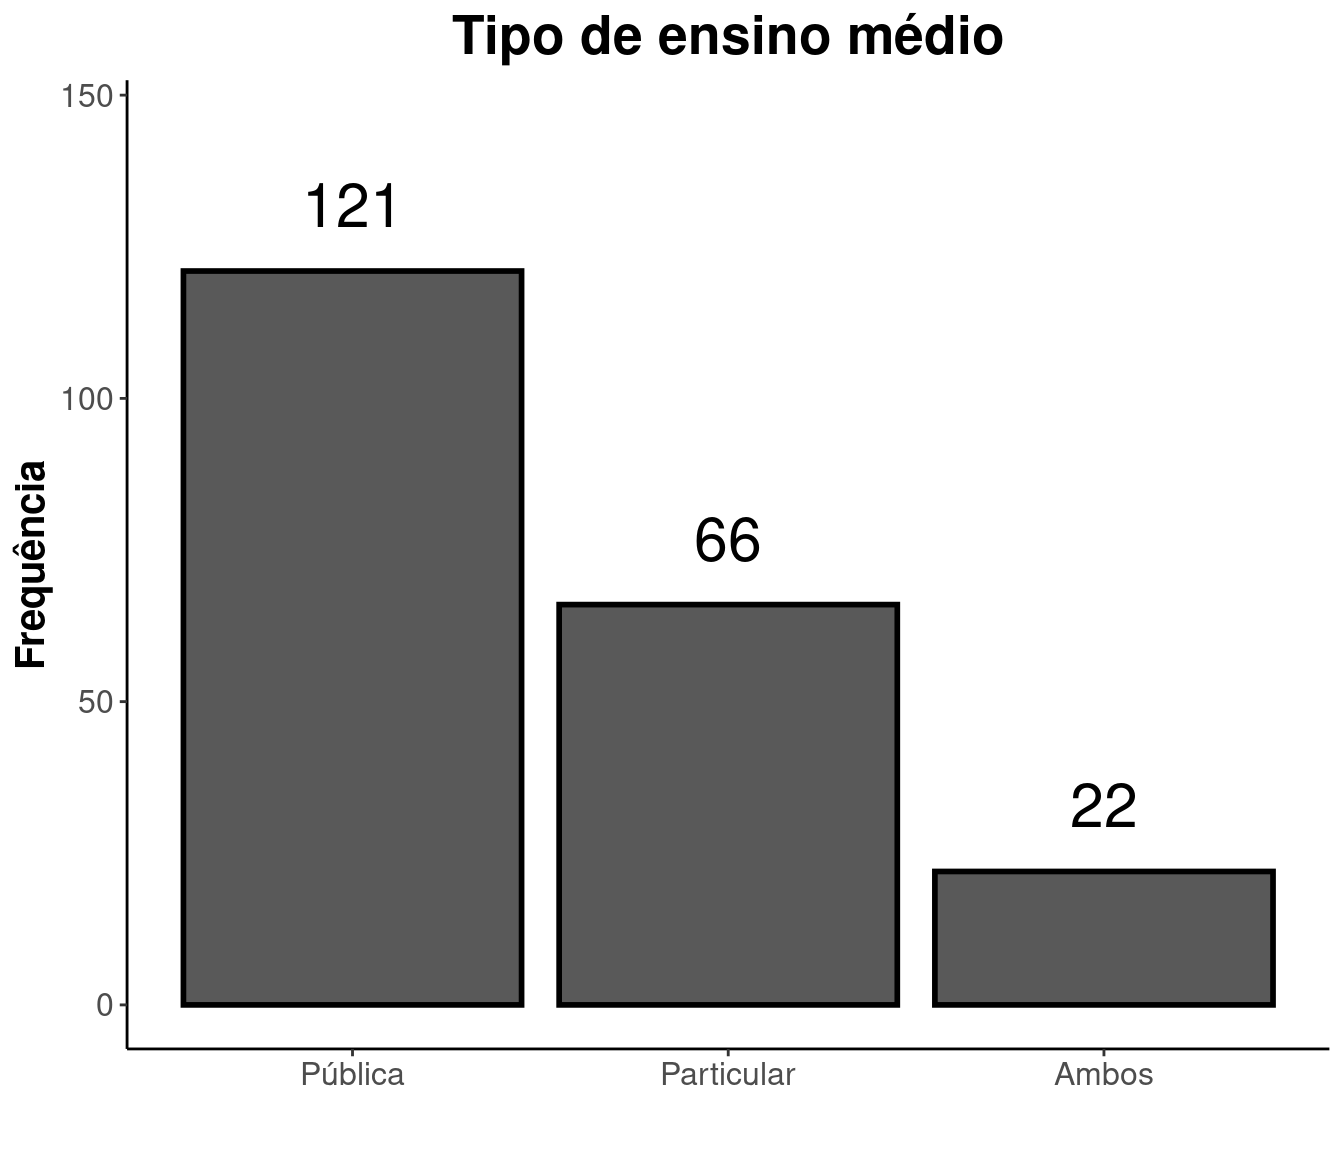 Tipo de ensino médio
150
100
50
0
Frequência
121
66
22
Pública
Particular
Ambos